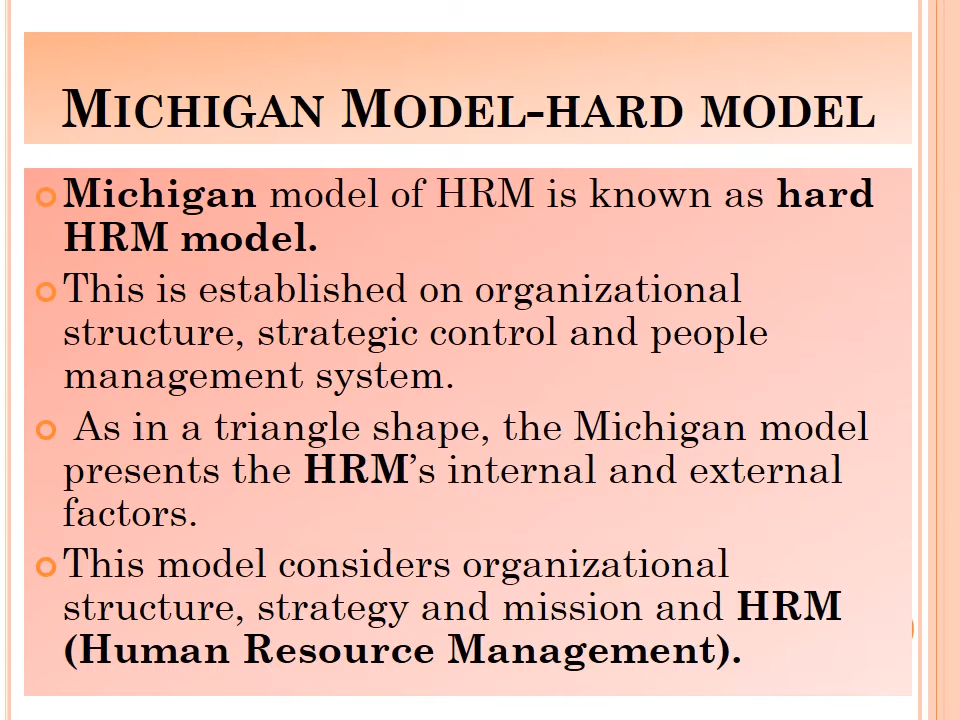 MICHIGAN MODEL-HARD MODEL
Michigan model of HRM is known as hard
HRM model.
This is established on organizational
structure, strategic control and people
management system.
As in a triangle shape, the Michigan model
presents the HRM’s internal and external
factors.
This model considers organizational
structure, strategy and mission and HRM
(Human Resource Management).